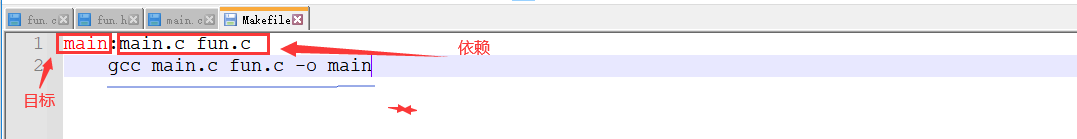 fun.c fun.h main.c Makefile
1 main:main.c fun.c 依赖
2 gcc main.c fun.c -o main
目标